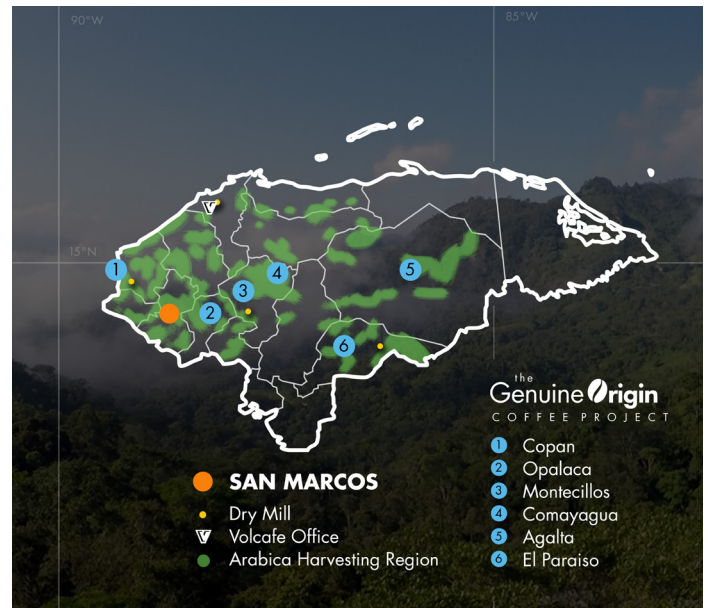 90°W
85°W
15°N
1
2
3
4
5
6
the
Genuine Origin
COFFEE PROJECT
SAN MARCOS
Dry Mill
Volcafe Office
Arabica Harvesting Region
1 Copan
2 Opalaca
3 Montecillos
4 Comayagua
5 Agalta
6 El Paraiso